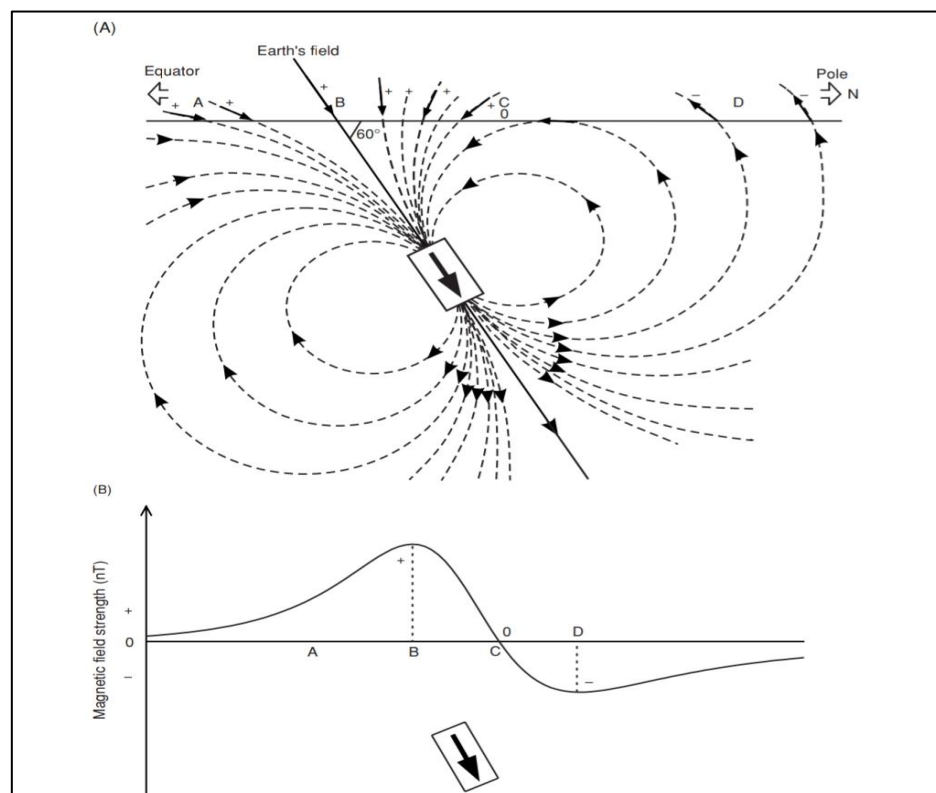 (A)
Earth's field
Equator
Pole
N
+ A + + B + + + + C - D -
0
60°
(B)
Magnetic field strength (nT)
+
0
−
+
0
D
A B C
−